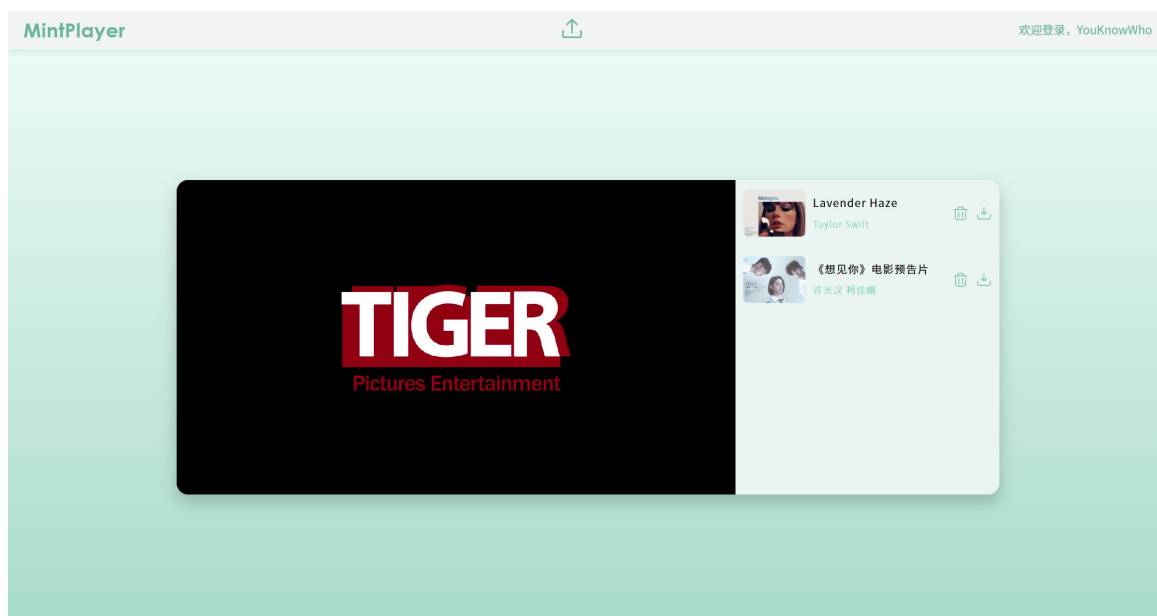 MintPlayer
欢迎登录，YouKnowWho
TIGER
Pictures Entertainment
Midnights
Lavender Haze
Taylor Swift
《想见你》电影预告片
许光汉 柯佳嬿